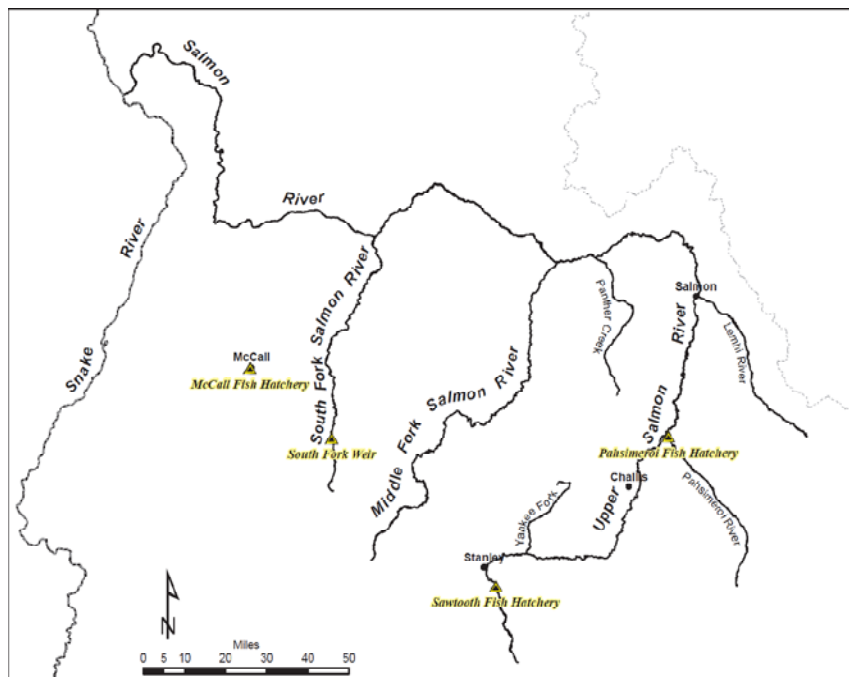 Salmon
River
River
Snake
South Fork Salmon River
Middle Fork Salmon River
Panther Creek
Salmon
River
Salmon
Upper
Lemhi River
McCall
McCall Fish Hatchery
South Fork Weir
Pahsimeroi Fish Hatchery
Challis
Pahsimeroi River
Yaakee Fork
Stanley
Sawtooth Fish Hatchery
N
Miles
0 5 10 20 30 40 50